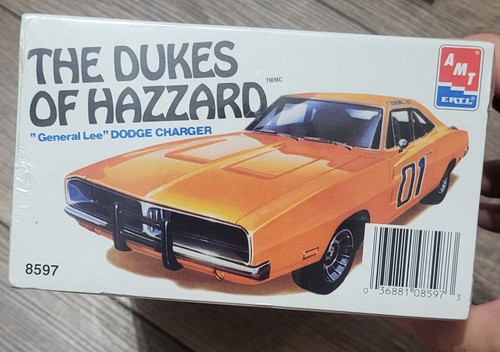 THE DUKES
OF HAZZARD
TM/MC
"General Lee" DODGE CHARGER
AMT
ERTL
01
8597
0 36881 08597 3